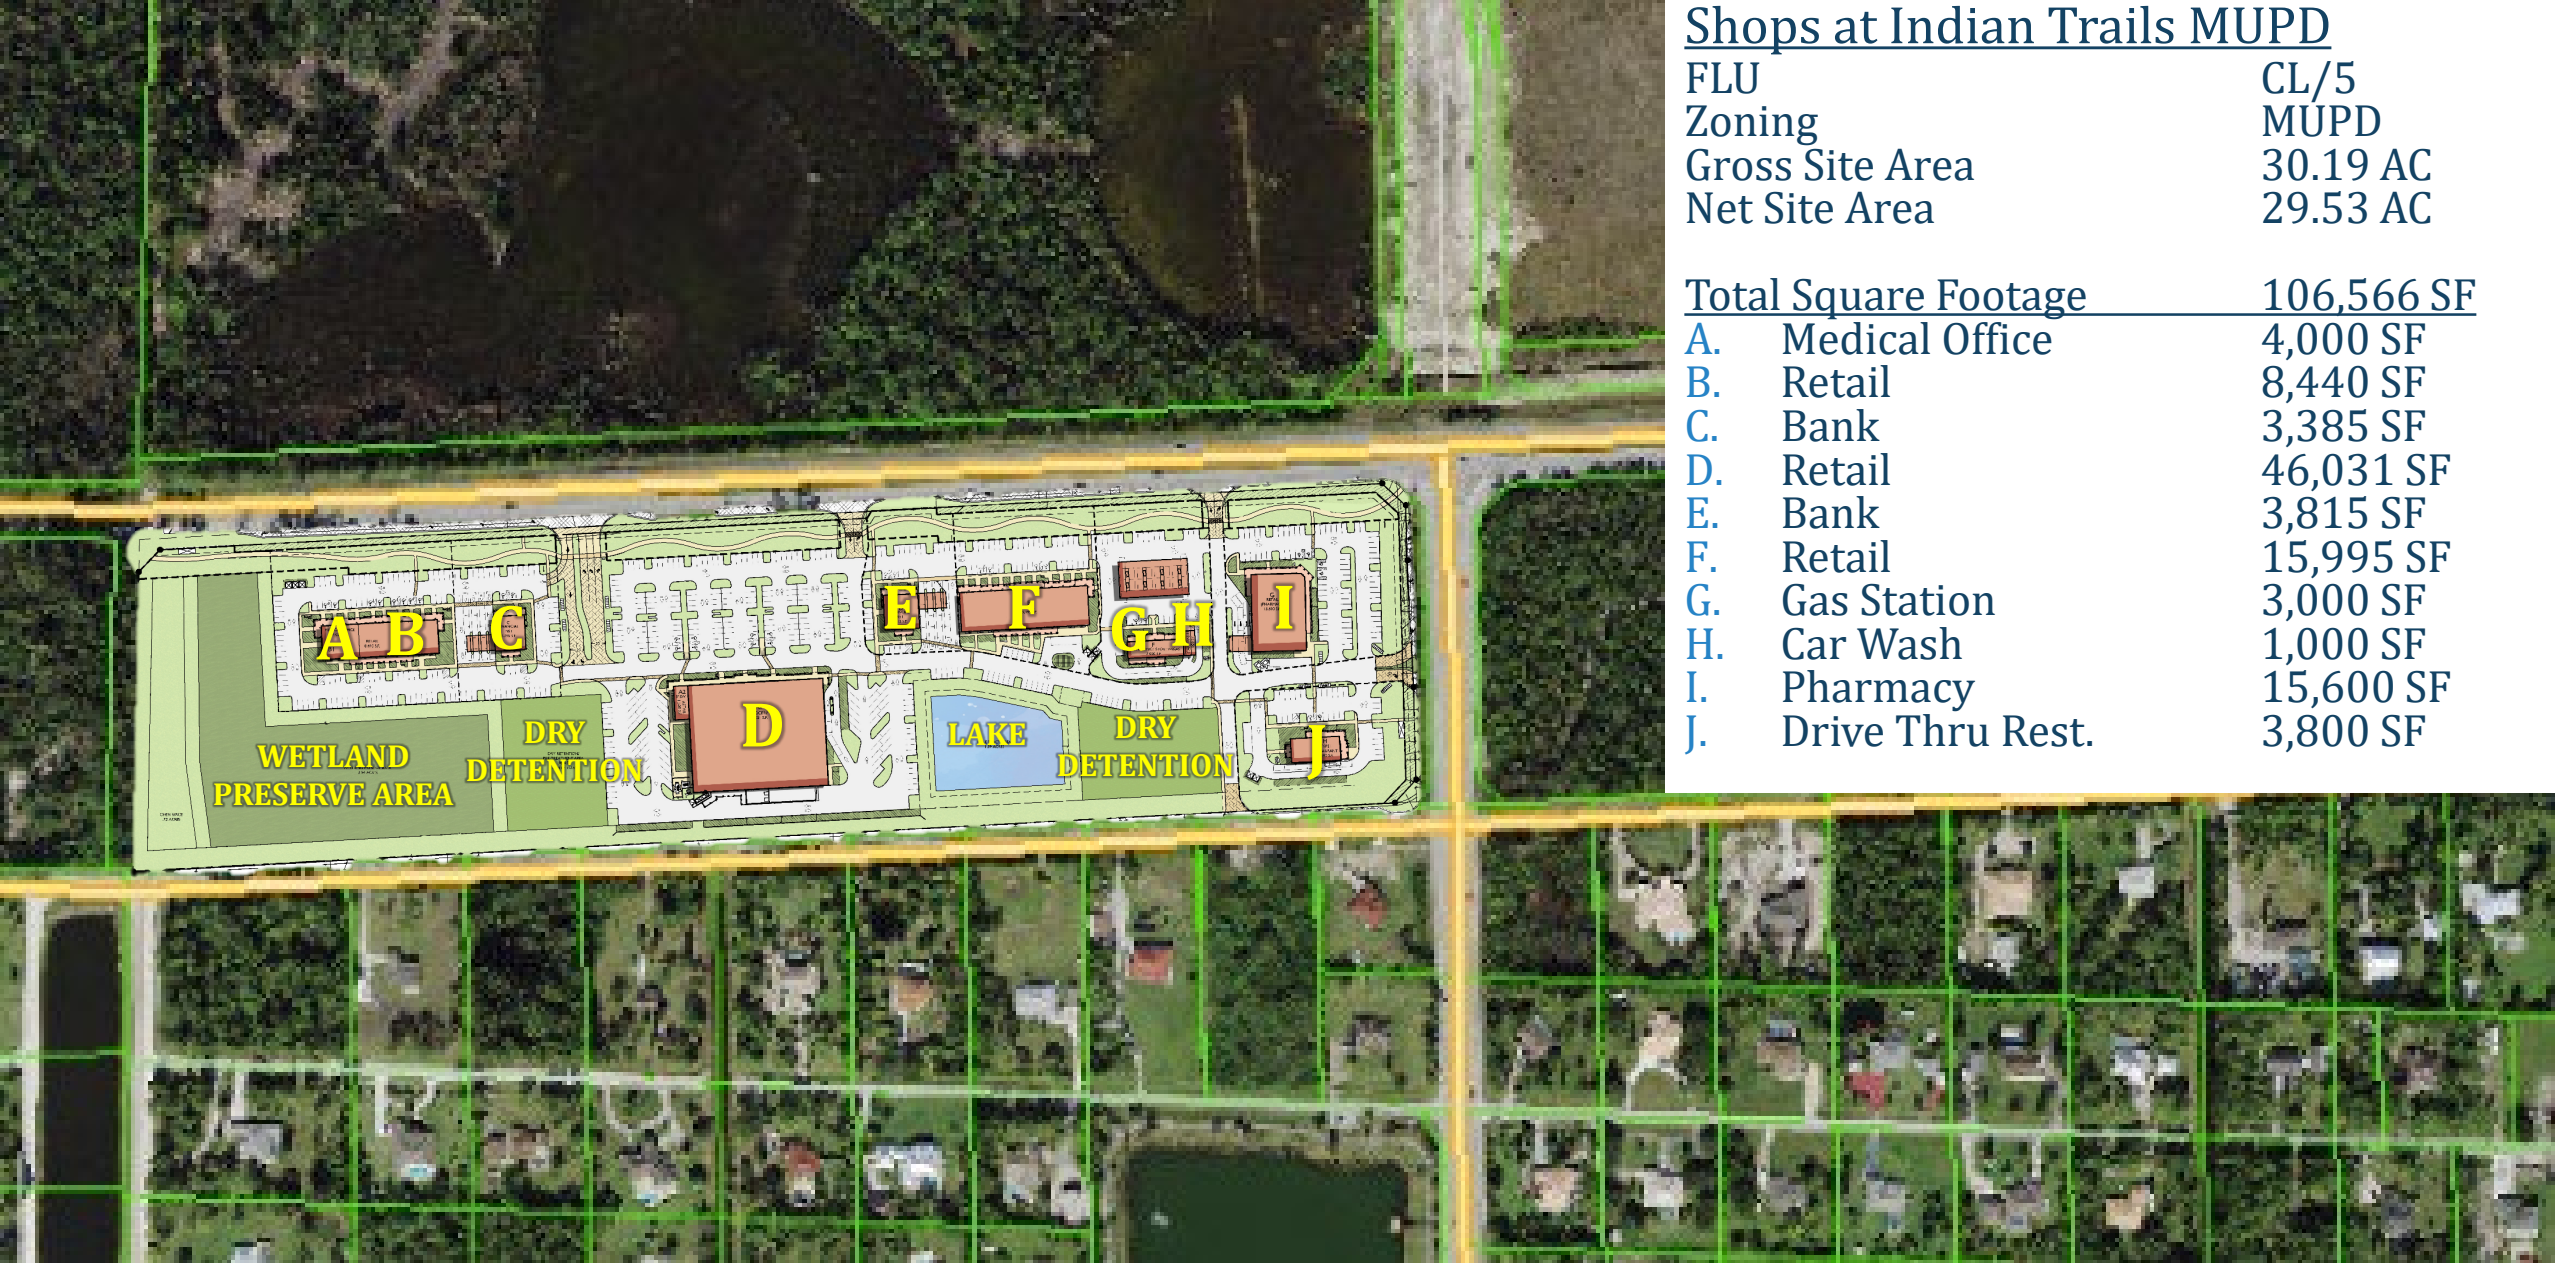 Shops at Indian Trails MUPD
FLU CL/5
Zoning MUPD
Gross Site Area 30.19 AC
Net Site Area 29.53 AC
Total Square Footage 106,566 SF
A. Medical Office 4,000 SF
B. Retail 8,440 SF
C. Bank 3,385 SF
D. Retail 46,031 SF
E. Bank 3,815 SF
F. Retail 15,995 SF
G. Gas Station 3,000 SF
H. Car Wash 1,000 SF
I. Pharmacy 15,600 SF
J. Drive Thru Rest. 3,800 SF
A B C
E F G H I
D
J
WETLAND
PRESERVE AREA
DRY
DETENTION
LAKE
DRY
DETENTION